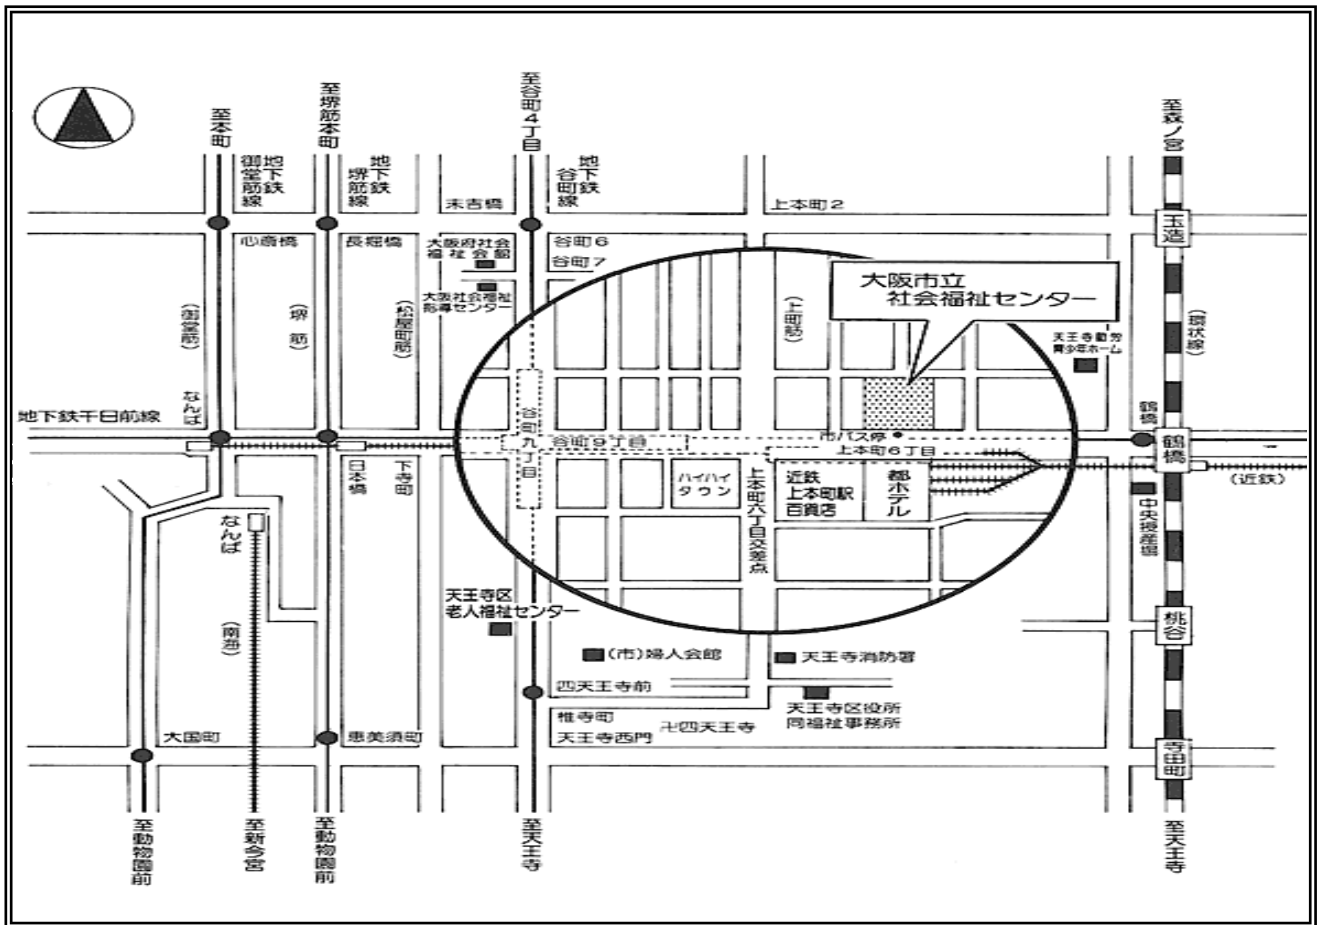 至本町
至堺筋本町
至谷町4丁目
至森ノ宮
地下鉄
御堂筋線
地下鉄
堺筋線
地下鉄
谷町線
末吉橋
上本町2
玉造
心斎橋
長堀橋
大阪府社会
福祉会館
谷町6
谷町7
大阪市立
社会福祉センター
大阪社会福祉
指導センター
(御堂筋)
(堺筋)
(松屋町筋)
(上町筋)
(環状線)
天王寺勤労
青少年ホーム
地下鉄千日前線
なんば
谷町九丁目
谷町9丁目
市バス停
上本町6丁目
鶴橋
鶴橋
日本橋
下寺町
ハイハイ
タウン
上本町六丁目交差点
近鉄
上本町駅
百貨店
都ホテル
(近鉄)
中央授産場
なんば
(南海)
天王寺区
老人福祉センター
桃谷
(市)婦人会館
天王寺消防署
四天王寺前
天王寺区役所
同福祉事務所
椎寺町
卍四天王寺
天王寺西門
大国町
恵美須町
寺田町
至動物園前
至新今宮
至動物園前
至天王寺
至天王寺